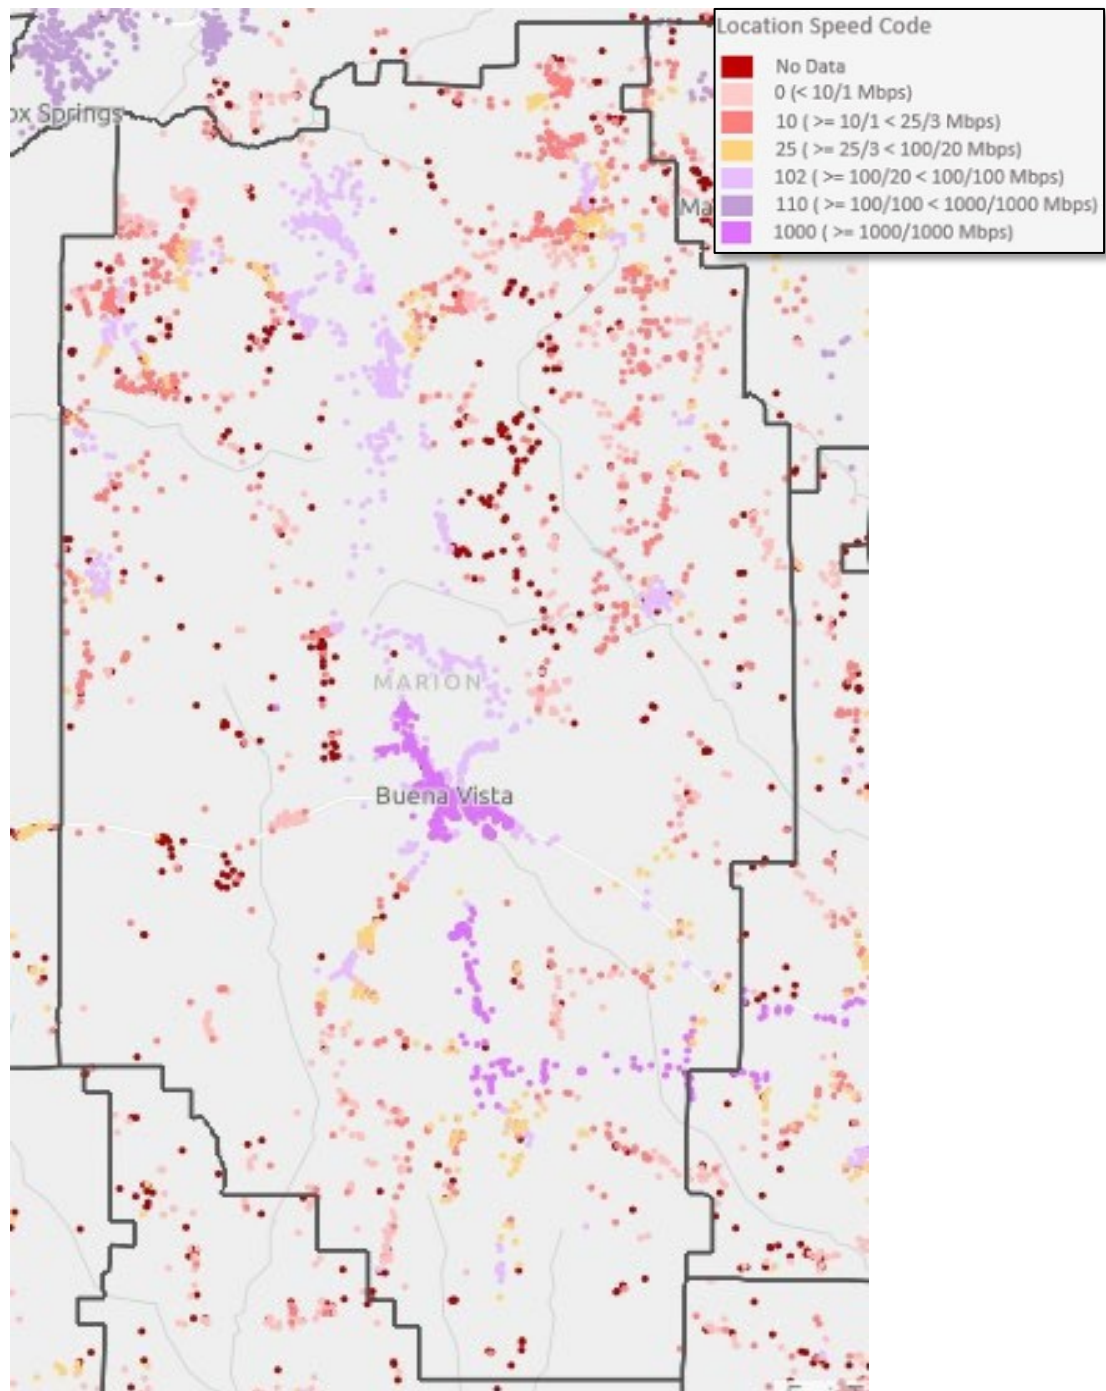 Location Speed Code
No Data
0 (< 10/1 Mbps)
10 ( >= 10/1 < 25/3 Mbps)
25 ( >= 25/3 < 100/20 Mbps)
102 ( >= 100/20 < 100/100 Mbps)
110 ( >= 100/100 < 1000/1000 Mbps)
1000 ( >= 1000/1000 Mbps)
ox Springs
Ma
MARION
Buena Vista